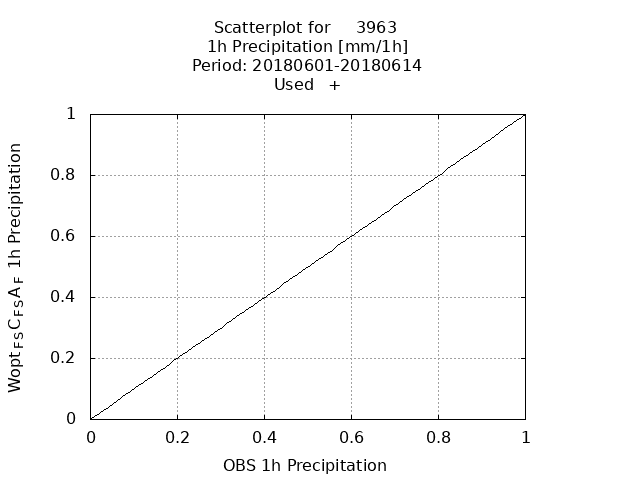 Scatterplot for 3963
1h Precipitation [mm/1h]
Period: 20180601-20180614
Used +
1
0.8
0.6
0.4
0.2
0
0 0.2 0.4 0.6 0.8 1
Wopt_FSC_FSA_F 1h Precipitation
OBS 1h Precipitation